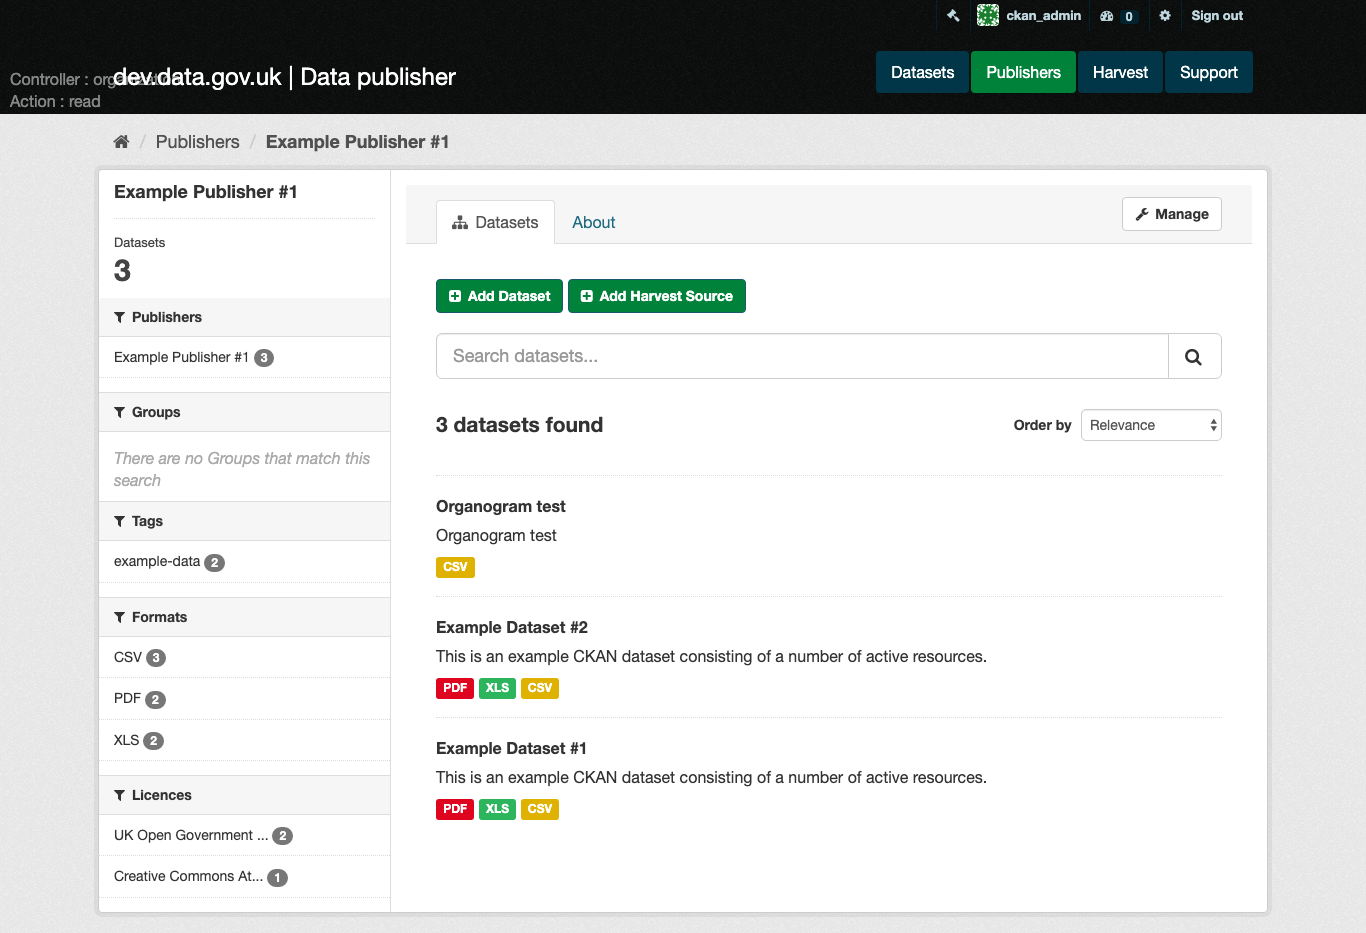 ckan_admin
0
Sign out
Controller : organization
Action : read
dev.data.gov.uk | Data publisher
Datasets
Publishers
Harvest
Support
/ Publishers / Example Publisher #1
Example Publisher #1
Datasets
3
Publishers
Example Publisher #1 3
Groups
There are no Groups that match this
search
Tags
example-data 2
Formats
CSV 3
PDF 2
XLS 2
Licences
UK Open Government ... 2
Creative Commons At... 1
Datasets
About
Manage
Add Dataset
Add Harvest Source
Search datasets...
3 datasets found
Order by
Relevance
Organogram test
Organogram test
CSV
Example Dataset #2
This is an example CKAN dataset consisting of a number of active resources.
PDF XLS CSV
Example Dataset #1
This is an example CKAN dataset consisting of a number of active resources.
PDF XLS CSV